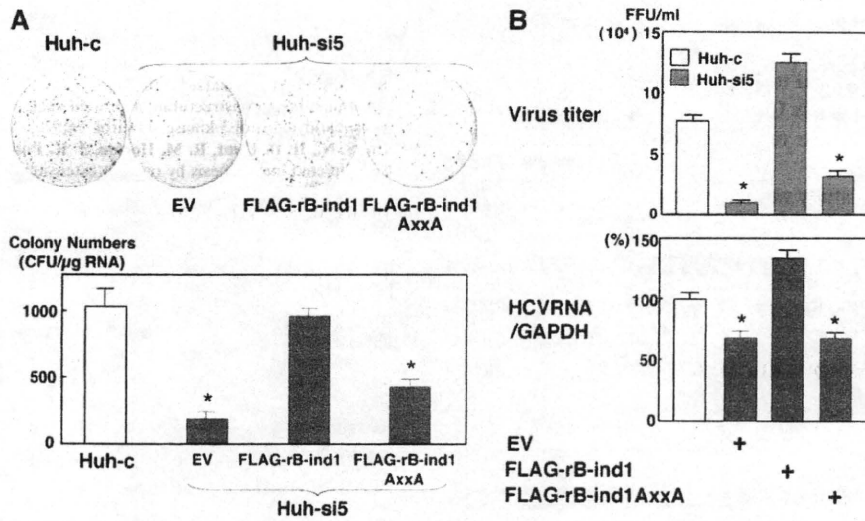 A
Huh-c
Huh-si5
EV
FLAG-rB-ind1
FLAG-rB-ind1
AxxA
Colony Numbers
(CFU/µg RNA)
1000
500
0
*
*
Huh-c
EV
FLAG-rB-ind1
FLAG-rB-ind1
AxxA
Huh-si5
B
FFU/ml
(10⁴)
15
10
5
0
Huh-c
Huh-si5
Virus titer
*
*
(%)
150
100
50
0
HCVRNA
/GAPDH
*
*
EV +
FLAG-rB-ind1 +
FLAG-rB-ind1AxxA +